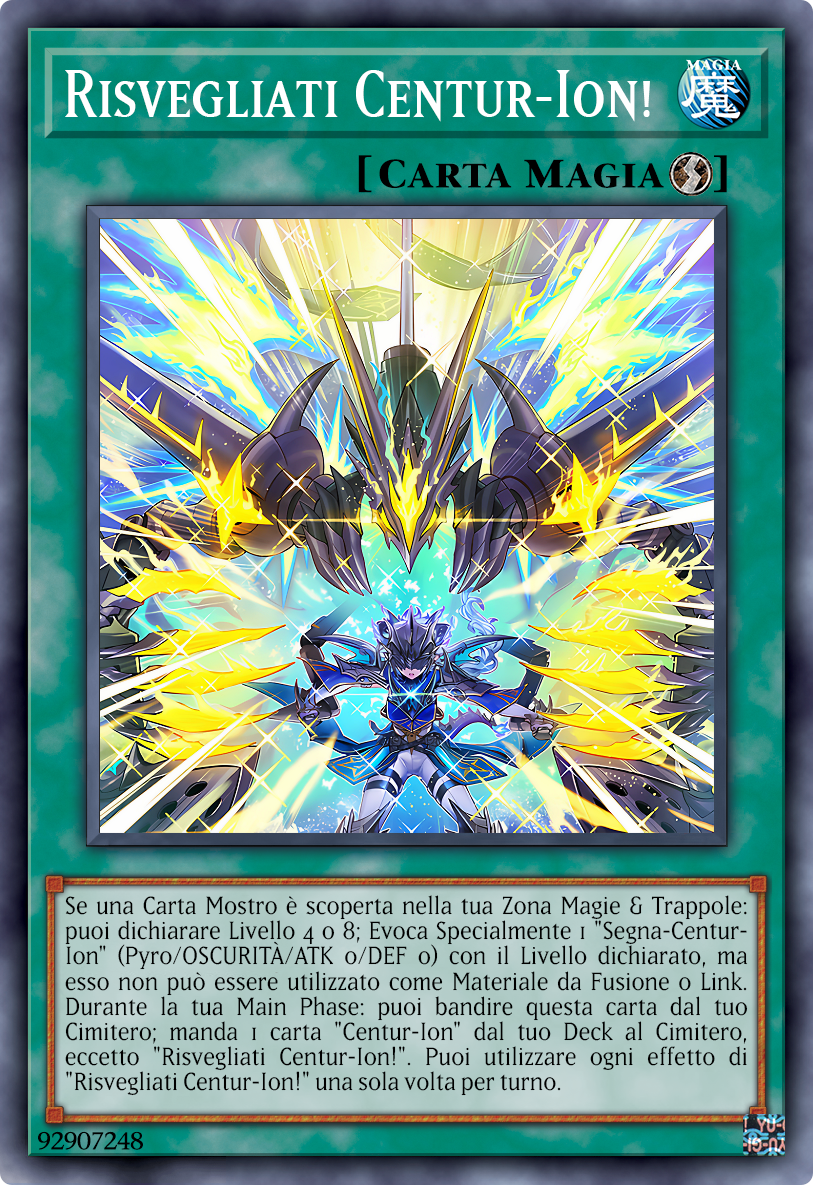 Risvegliati Centur-Ion!
MAGIA
魔
[Carta Magia]
Se una Carta Mostro è scoperta nella tua Zona Magie & Trappole:
puoi dichiarare Livello 4 o 8; Evoca Specialmente 1 "Segna-Centur-
Ion" (Pyro/OSCURITÀ/ATK 0/DEF 0) con il Livello dichiarato, ma
esso non può essere utilizzato come Materiale da Fusione o Link.
Durante la tua Main Phase: puoi bandire questa carta dal tuo
Cimitero; manda 1 carta "Centur-Ion" dal tuo Deck al Cimitero,
eccetto "Risvegliati Centur-Ion!". Puoi utilizzare ogni effetto di
"Risvegliati Centur-Ion!" una sola volta per turno.
92907248